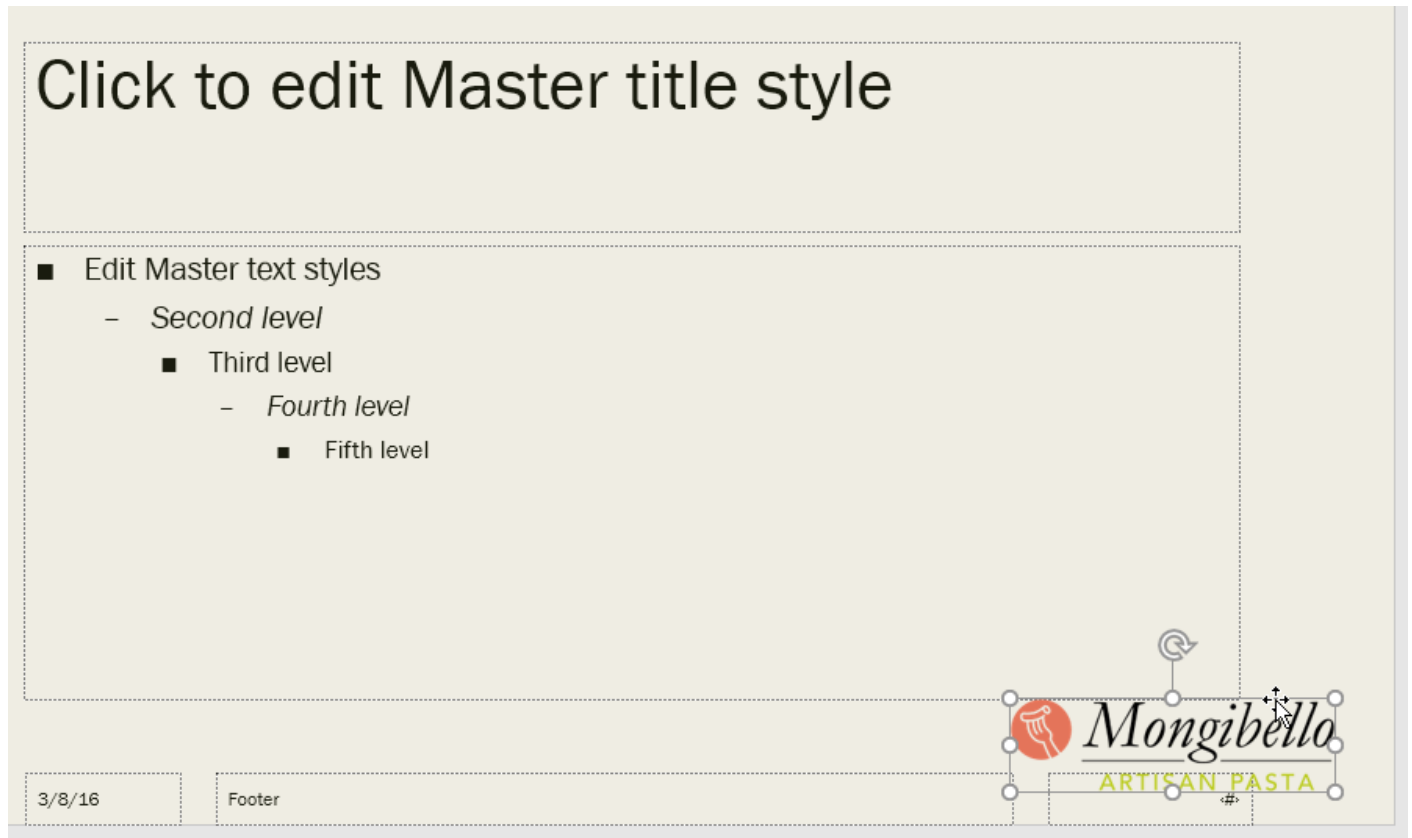 Click to edit Master title style
■ Edit Master text styles
– Second level
■ Third level
– Fourth level
■ Fifth level
Mongibello
ARTISAN PASTA
3/8/16
Footer
‹#›